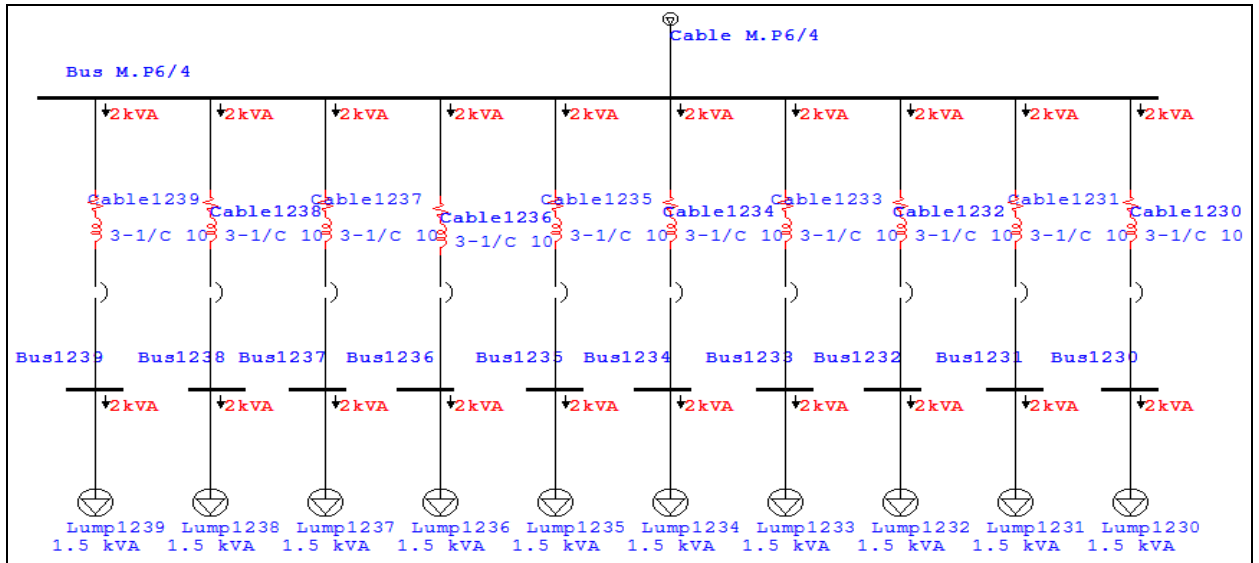 Cable M.P6/4
Bus M.P6/4
2kVA 2kVA 2kVA 2kVA 2kVA 2kVA 2kVA 2kVA 2kVA 2kVA
Cable1239 Cable1238 Cable1237 Cable1236 Cable1235 Cable1234 Cable1233 Cable1232 Cable1231 Cable1230
3-1/C 10 3-1/C 10 3-1/C 10 3-1/C 10 3-1/C 10 3-1/C 10 3-1/C 10 3-1/C 10 3-1/C 10 3-1/C 10
Bus1239 Bus1238 Bus1237 Bus1236 Bus1235 Bus1234 Bus1233 Bus1232 Bus1231 Bus1230
2kVA 2kVA 2kVA 2kVA 2kVA 2kVA 2kVA 2kVA 2kVA 2kVA
Lump1239 Lump1238 Lump1237 Lump1236 Lump1235 Lump1234 Lump1233 Lump1232 Lump1231 Lump1230
1.5 kVA 1.5 kVA 1.5 kVA 1.5 kVA 1.5 kVA 1.5 kVA 1.5 kVA 1.5 kVA 1.5 kVA 1.5 kVA